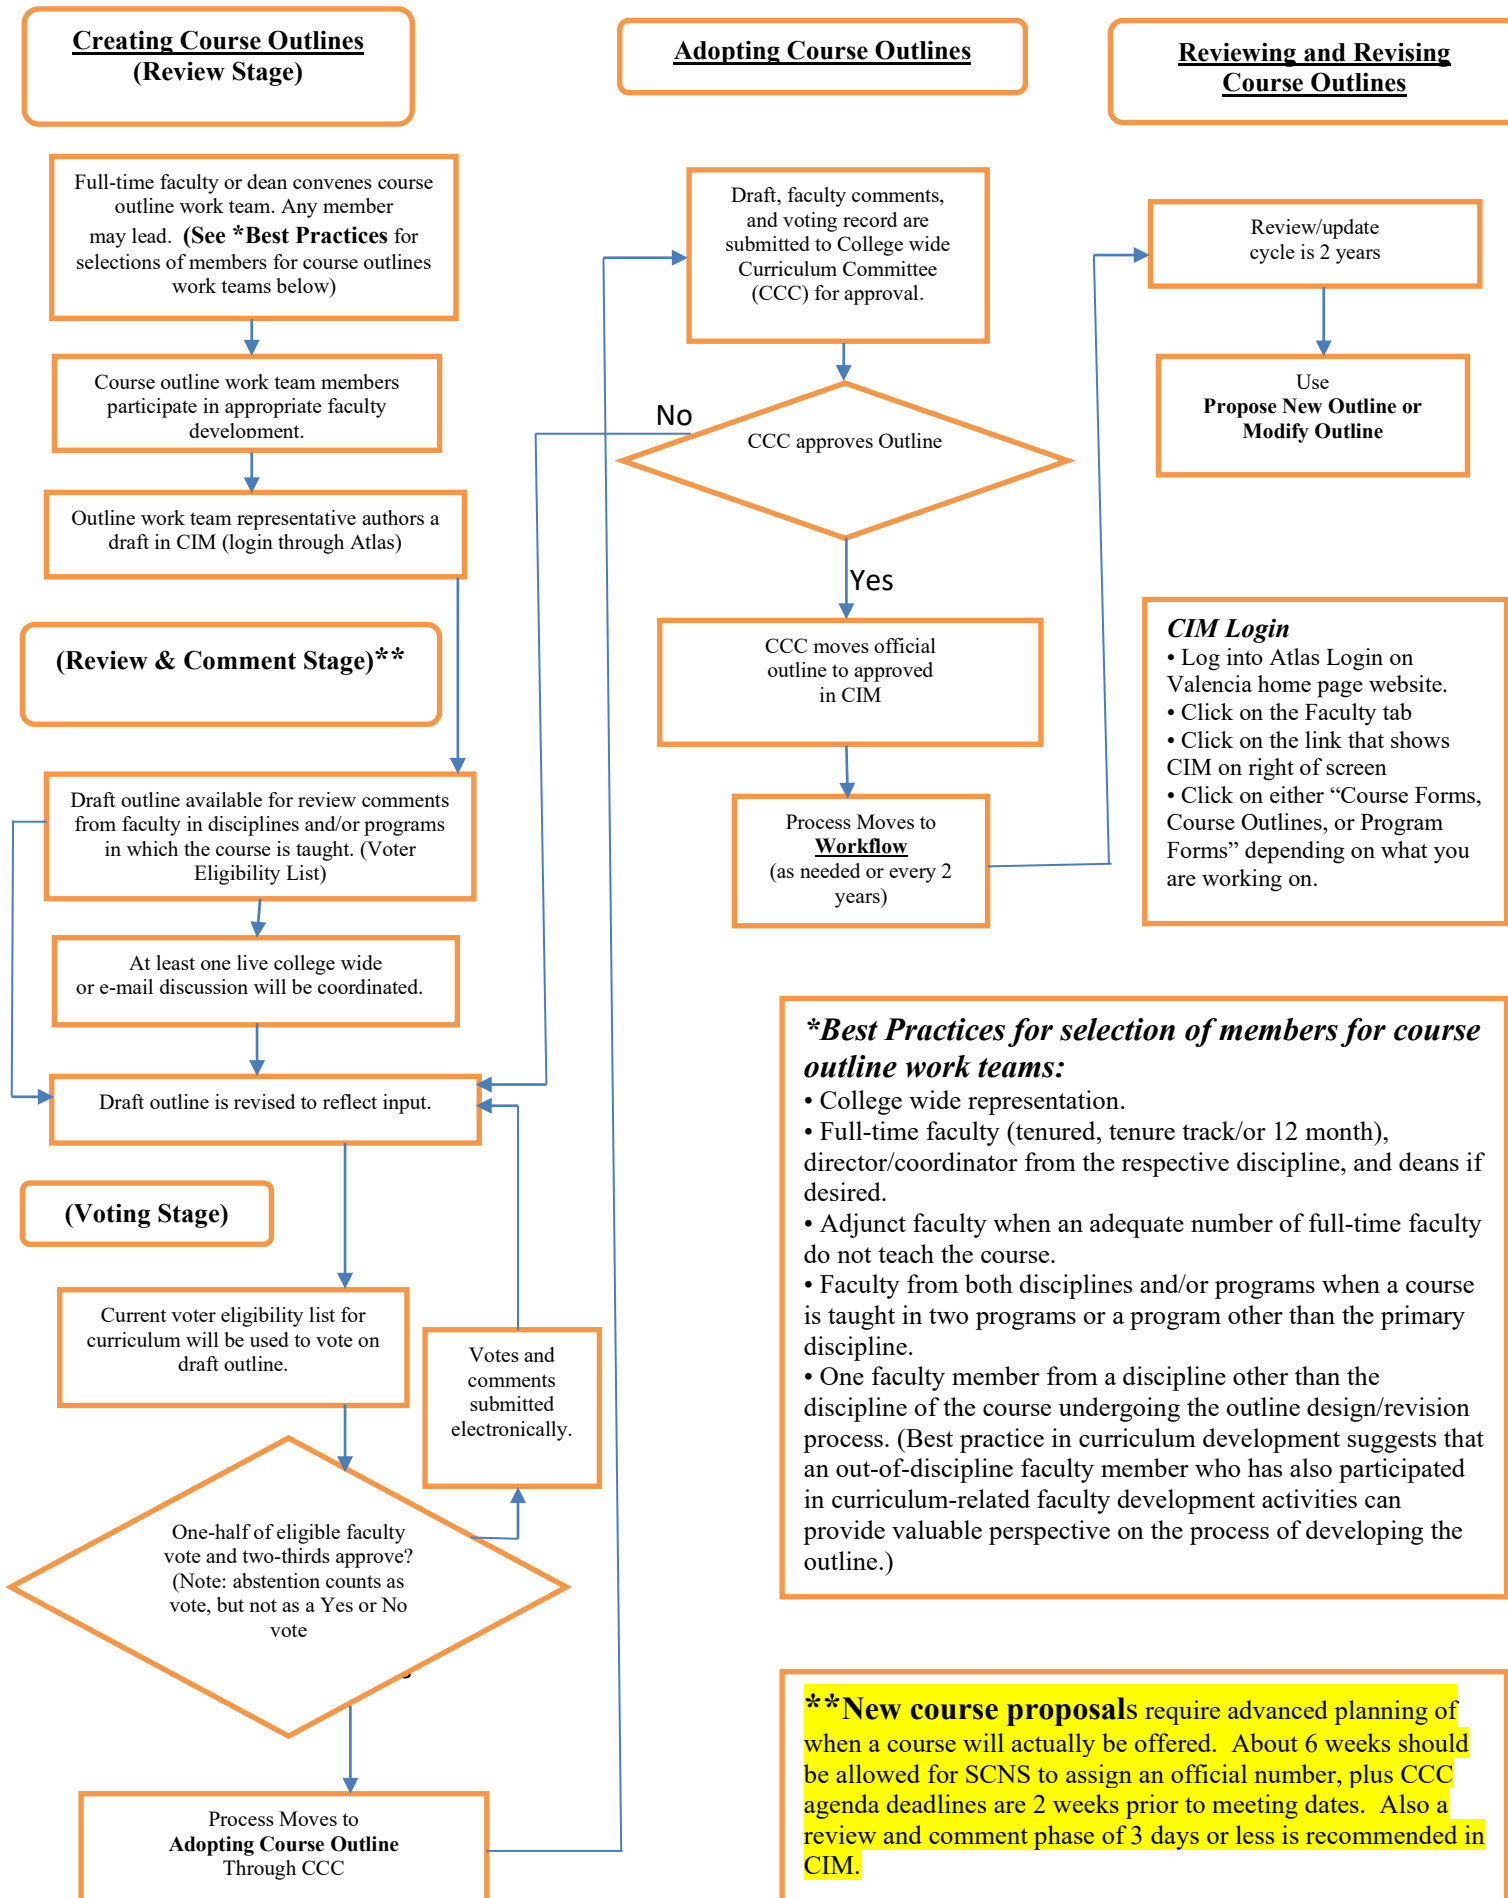 Creating Course Outlines
(Review Stage)
Full-time faculty or dean convenes course
outline work team. Any member
may lead. (See *Best Practices for
selections of members for course outlines
work teams below)
Course outline work team members
participate in appropriate faculty
development.
Outline work team representative authors a
draft in CIM (login through Atlas)
(Review & Comment Stage)**
Draft outline available for review comments
from faculty in disciplines and/or programs
in which the course is taught. (Voter
Eligibility List)
At least one live college wide
or e-mail discussion will be coordinated.
Draft outline is revised to reflect input.
(Voting Stage)
Current voter eligibility list for
curriculum will be used to vote on
draft outline.
Votes and
comments
submitted
electronically.
One-half of eligible faculty
vote and two-thirds approve?
(Note: abstention counts as
vote, but not as a Yes or No
vote
Process Moves to
Adopting Course Outline
Through CCC
Adopting Course Outlines
Draft, faculty comments,
and voting record are
submitted to College wide
Curriculum Committee
(CCC) for approval.
No
CCC approves Outline
Yes
CCC moves official
outline to approved
in CIM
Process Moves to
Workflow
(as needed or every 2
years)
Reviewing and Revising
Course Outlines
Review/update
cycle is 2 years
Use
Propose New Outline or
Modify Outline
CIM Login
• Log into Atlas Login on
Valencia home page website.
• Click on the Faculty tab
• Click on the link that shows
CIM on right of screen
• Click on either “Course Forms,
Course Outlines, or Program
Forms” depending on what you
are working on.
*Best Practices for selection of members for course
outline work teams:
• College wide representation.
• Full-time faculty (tenured, tenure track/or 12 month),
director/coordinator from the respective discipline, and deans if
desired.
• Adjunct faculty when an adequate number of full-time faculty
do not teach the course.
• Faculty from both disciplines and/or programs when a course
is taught in two programs or a program other than the primary
discipline.
• One faculty member from a discipline other than the
discipline of the course undergoing the outline design/revision
process. (Best practice in curriculum development suggests that
an out-of-discipline faculty member who has also participated
in curriculum-related faculty development activities can
provide valuable perspective on the process of developing the
outline.)
**New course proposals require advanced planning of
when a course will actually be offered. About 6 weeks should
be allowed for SCNS to assign an official number, plus CCC
agenda deadlines are 2 weeks prior to meeting dates. Also a
review and comment phase of 3 days or less is recommended in
CIM.